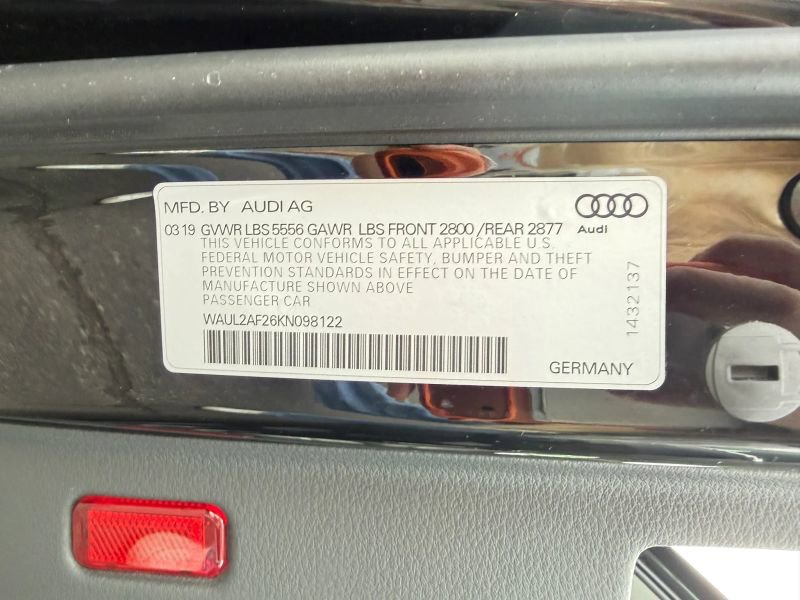 MFD. BY AUDI AG
Audi
03 19 GVWR LBS 5556 GAWR LBS FRONT 2800 /REAR 2877
THIS VEHICLE CONFORMS TO ALL APPLICABLE U.S.
FEDERAL MOTOR VEHICLE SAFETY, BUMPER AND THEFT
PREVENTION STANDARDS IN EFFECT ON THE DATE OF
MANUFACTURE SHOWN ABOVE
PASSENGER CAR
WAUL2AF26KN098122
GERMANY
1432137